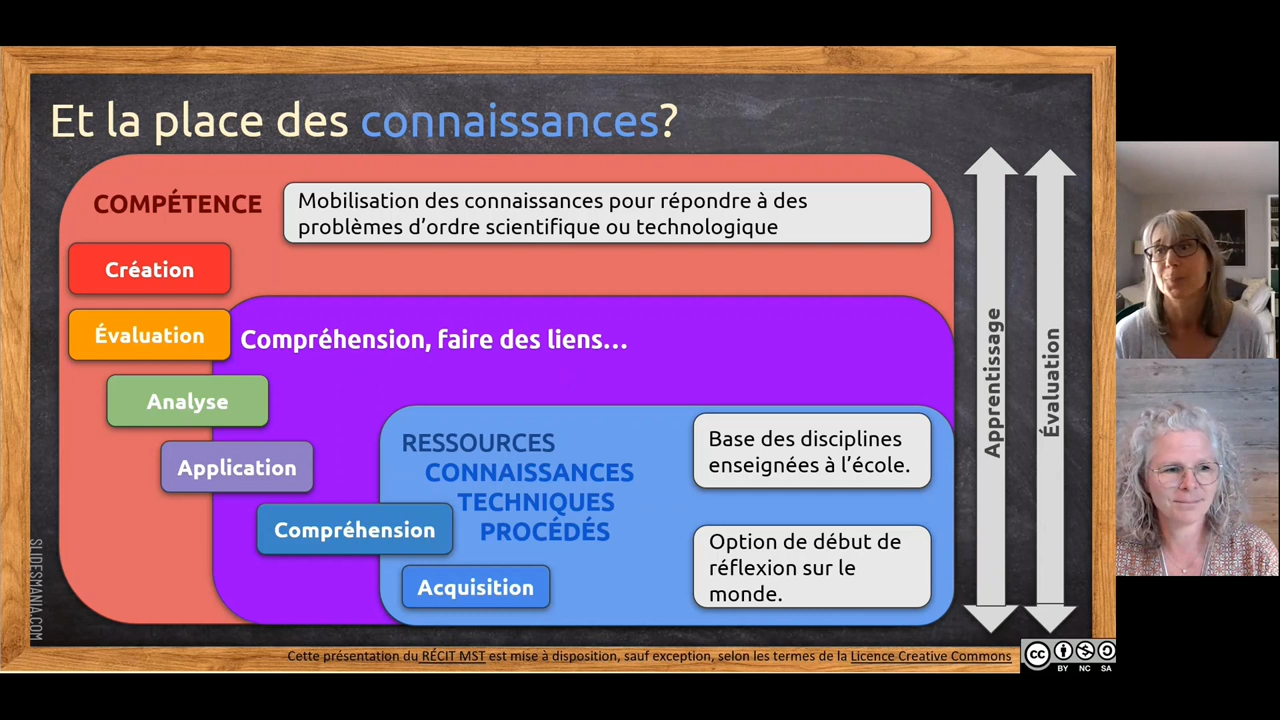 Et la place des connaissances?
COMPÉTENCE
Mobilisation des connaissances pour répondre à des
problèmes d'ordre scientifique ou technologique
Création
Évaluation
Compréhension, faire des liens...
Analyse
Application
Compréhension
Acquisition
RESSOURCES
CONNAISSANCES
TECHNIQUES
PROCÉDÉS
Base des disciplines
enseignées à l'école.
Option de début de
réflexion sur le
monde.
Apprentissage
Évaluation
SLIDESMANIA.COM
Cette présentation du RÉCIT MST est mise à disposition, sauf exception, selon les termes de la Licence Creative Commons
cc BY NC SA